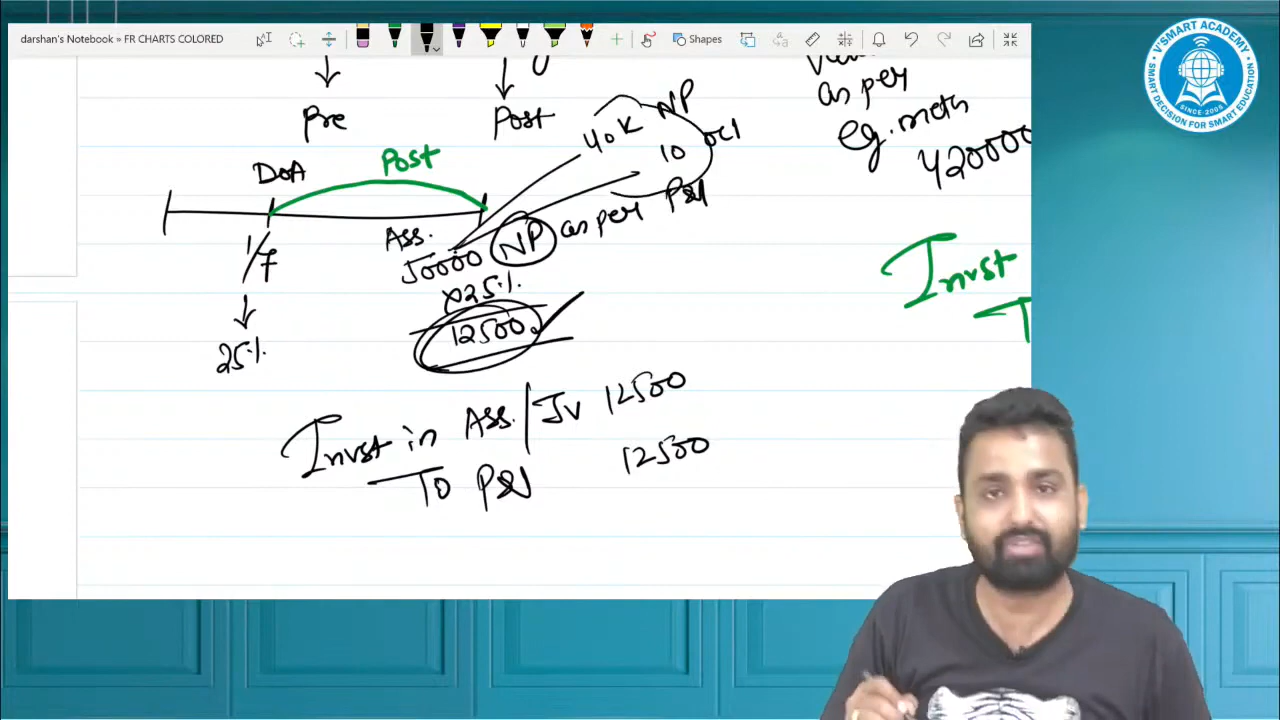 darshan's Notebook » FR CHARTS COLORED
Shapes
V'SMART ACADEMY
SMART DECISION FOR SMART EDUCATION
SINCE-2006
Pre
Post
as per
eg. meth
420000
DOA
Post
40K NP
10 OCI
Ass.
50000 NP as per P&L
X25%
12500
1/7
25%
Invst
T
Invst in Ass./JV 12500
To P&L 12500